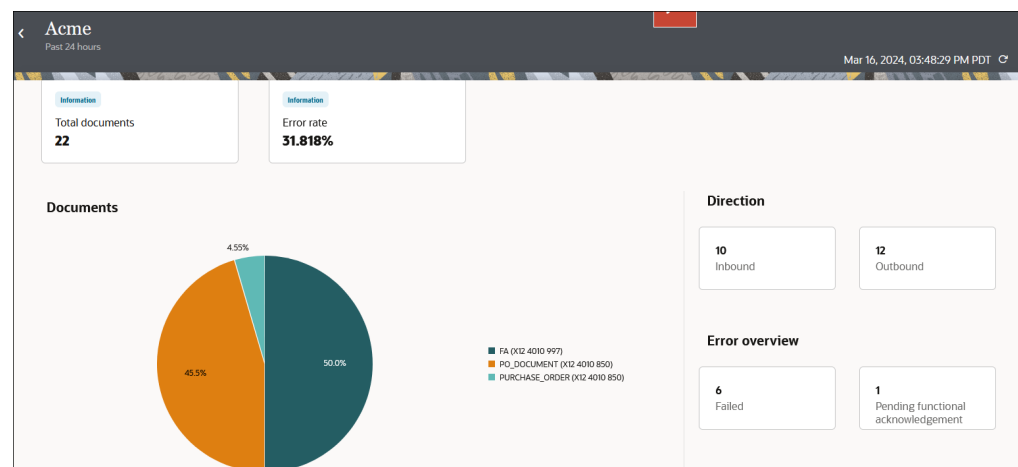 Acme
Past 24 hours
Mar 16, 2024, 03:48:29 PM PDT
Information
Total documents
22
Information
Error rate
31.818%
Documents
4.55%
45.5%
50.0%
FA (X12 4010 997)
PO_DOCUMENT (X12 4010 850)
PURCHASE_ORDER (X12 4010 850)
Direction
10
Inbound
12
Outbound
Error overview
6
Failed
1
Pending functional
acknowledgement